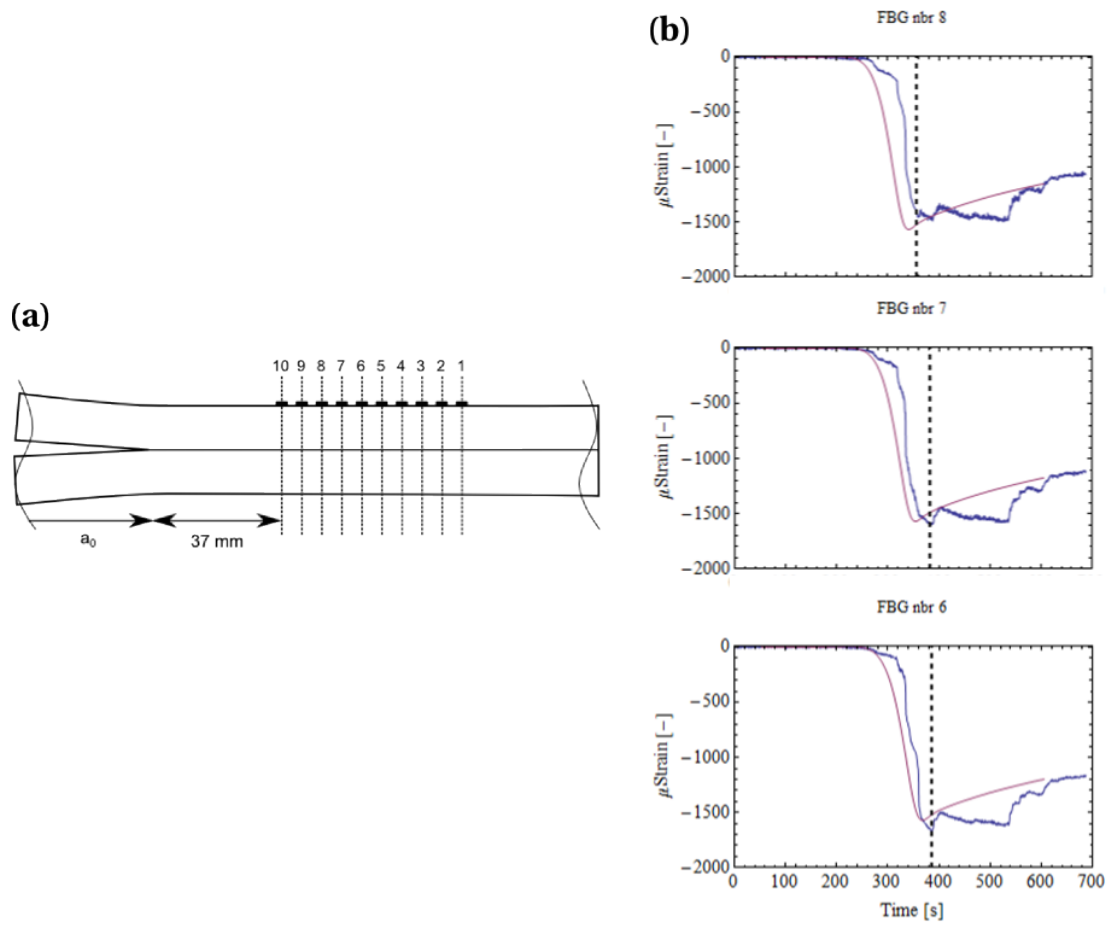 (a)
10 9 8 7 6 5 4 3 2 1
a₀
37 mm
(b)
FBG nbr 8
0
−500
−1000
−1500
−2000
μStrain [−]
FBG nbr 7
0
−500
−1000
−1500
−2000
μStrain [−]
FBG nbr 6
0
−500
−1000
−1500
−2000
μStrain [−]
0 100 200 300 400 500 600 700
Time [s]